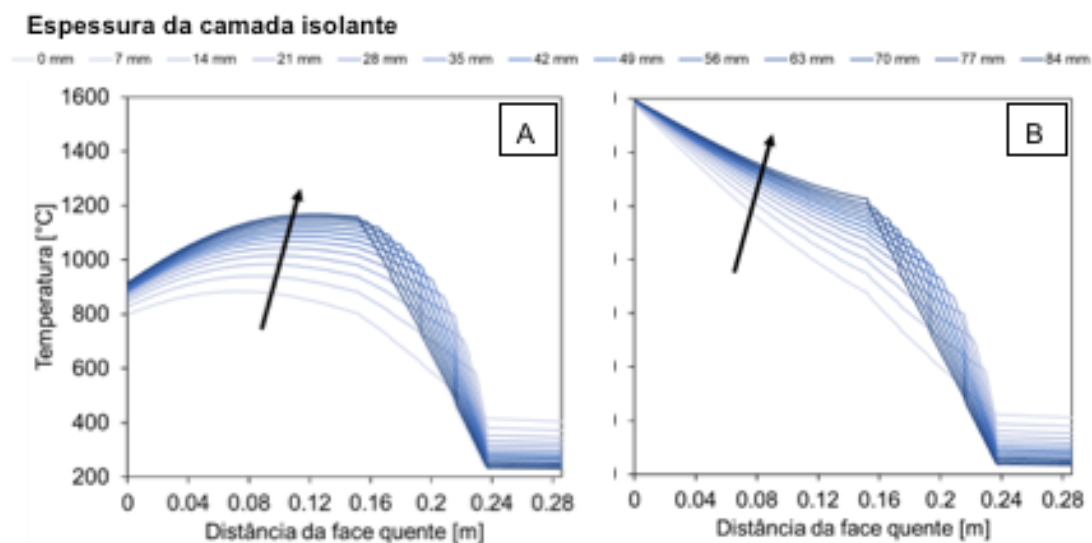 Espessura da camada isolante
0 mm 7 mm 14 mm 21 mm 28 mm 35 mm 42 mm 49 mm 56 mm 63 mm 70 mm 77 mm 84 mm
A
B
Temperatura [°C]
1600
1400
1200
1000
800
600
400
200
0 0.04 0.08 0.12 0.16 0.2 0.24 0.28
0 0.04 0.08 0.12 0.16 0.2 0.24 0.28
Distância da face quente [m]
Distância da face quente [m]